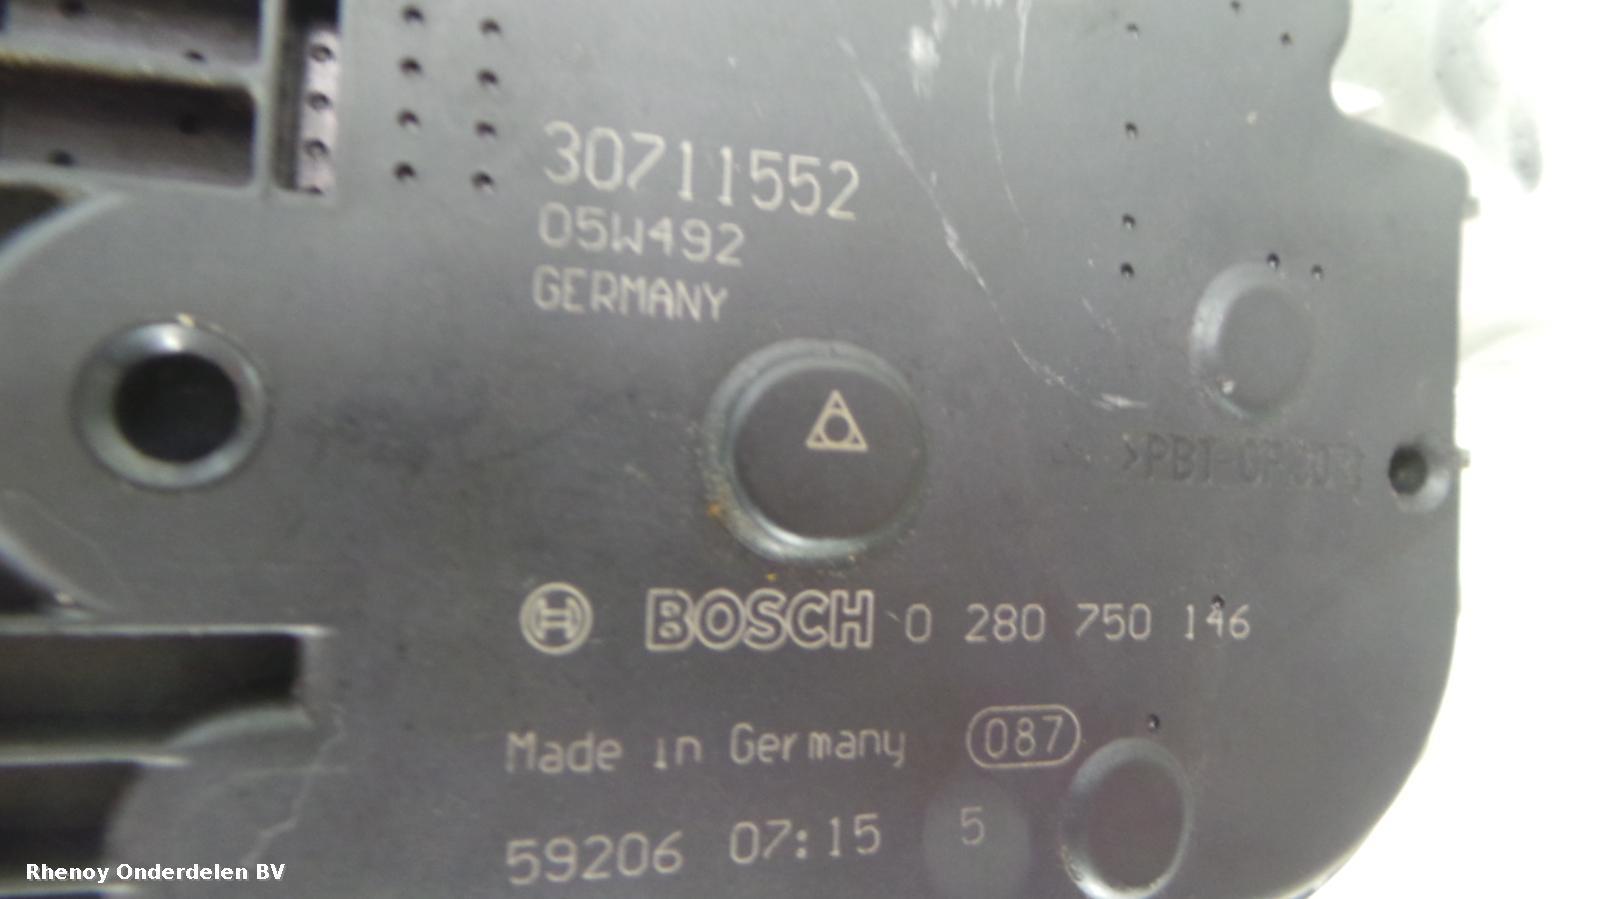 30711552
05W492
GERMANY
BOSCH 0 280 750 146
Made in Germany 087
59206 07:15 5
Rhenoy Onderdelen BV